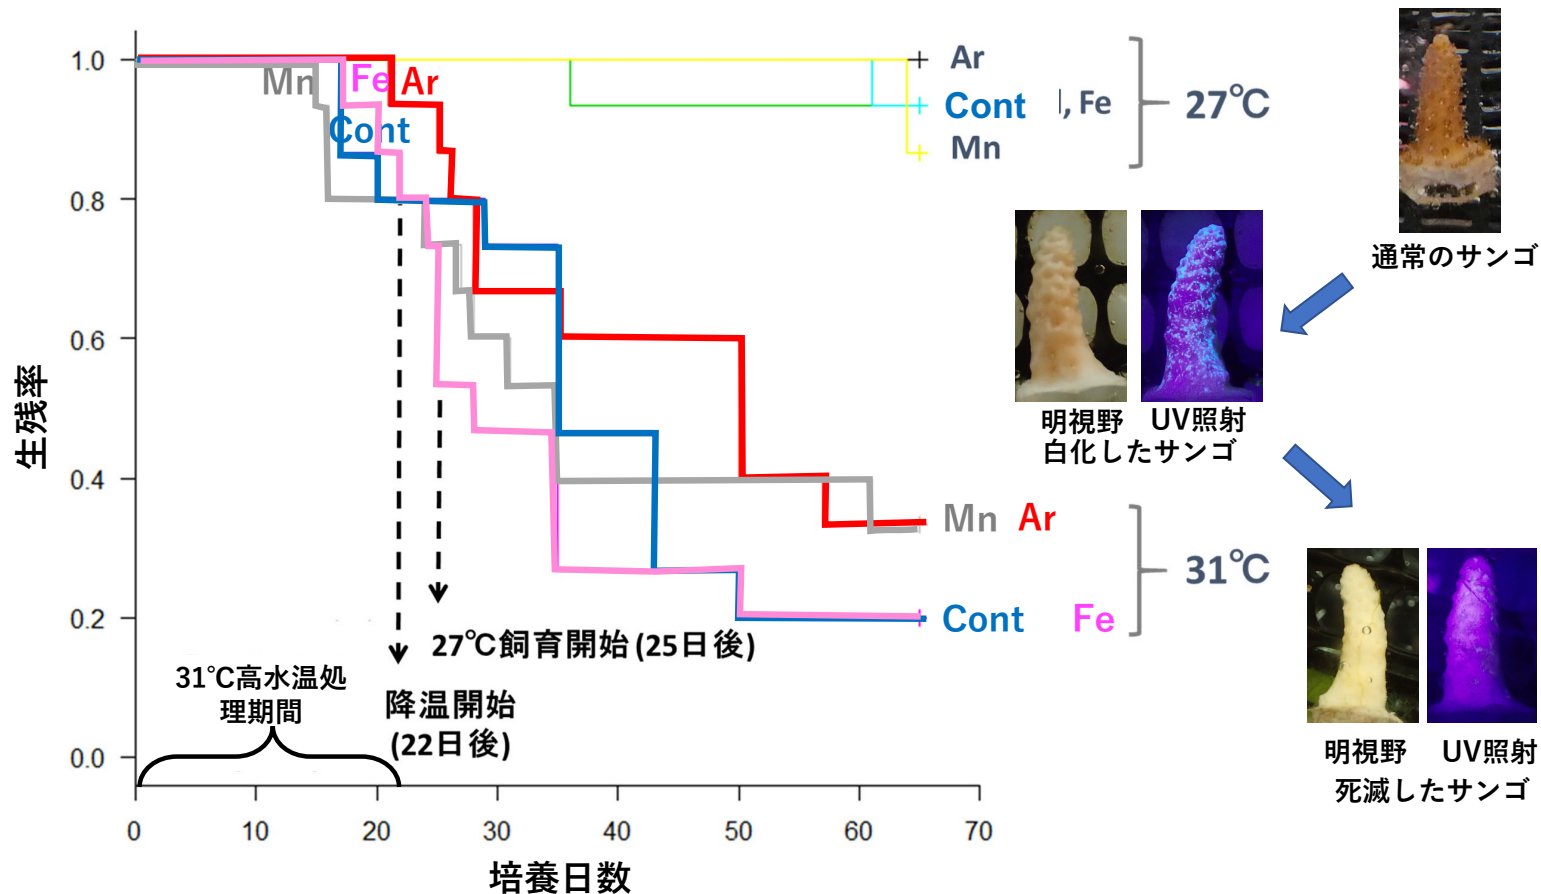 1.0
0.8
0.6
0.4
0.2
0.0
生残率
0
10
20
30
40
50
60
70
培養日数
Mn
Fe
Ar
Cont
Ar
Cont
, Fe
Mn
27℃
Mn Ar
Cont Fe
31℃
27℃飼育開始(25日後)
降温開始
(22日後)
31℃高水温処
理期間
通常のサンゴ
明視野 UV照射
白化したサンゴ
明視野 UV照射
死滅したサンゴ